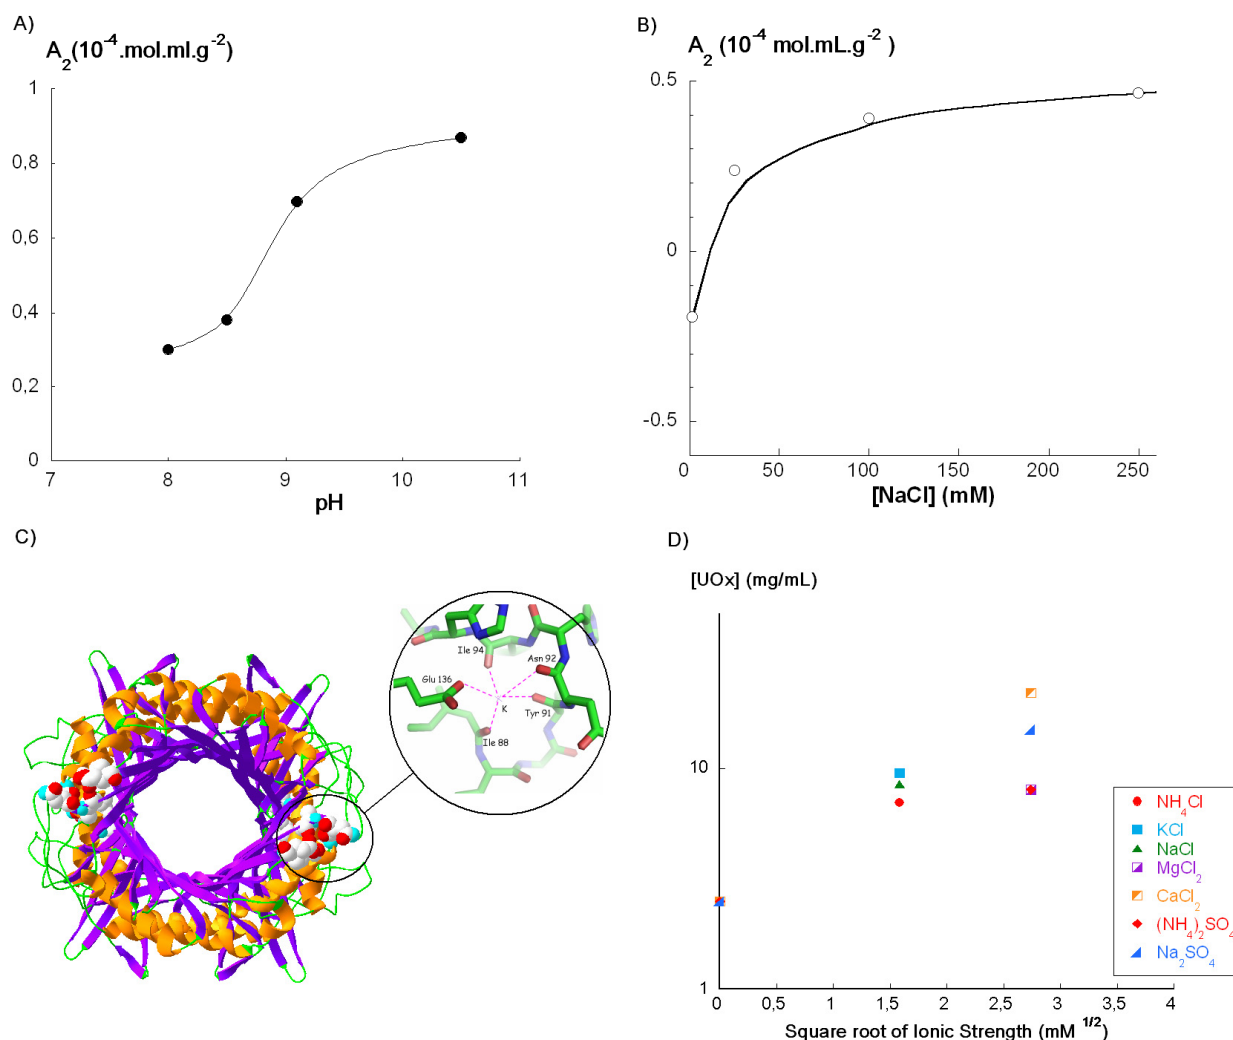 A)
A₂(10⁻⁴.mol.ml.g⁻²)
1
0,8
0,6
0,4
0,2
0
7 8 9 10 11
pH
B)
A₂ (10⁻⁴ mol.mL.g⁻² )
0.5
0
-0.5
0 50 100 150 200 250
[NaCl] (mM)
C)
Ile 94
Asn 92
Glu 136
K
Tyr 91
Ile 88
D)
[UOx] (mg/mL)
10
1
0 0,5 1 1,5 2 2,5 3 3,5 4
Square root of Ionic Strength (mM ¹/²)
NH₄Cl
KCl
NaCl
MgCl₂
CaCl₂
(NH₄)₂SO₄
Na₂SO₄